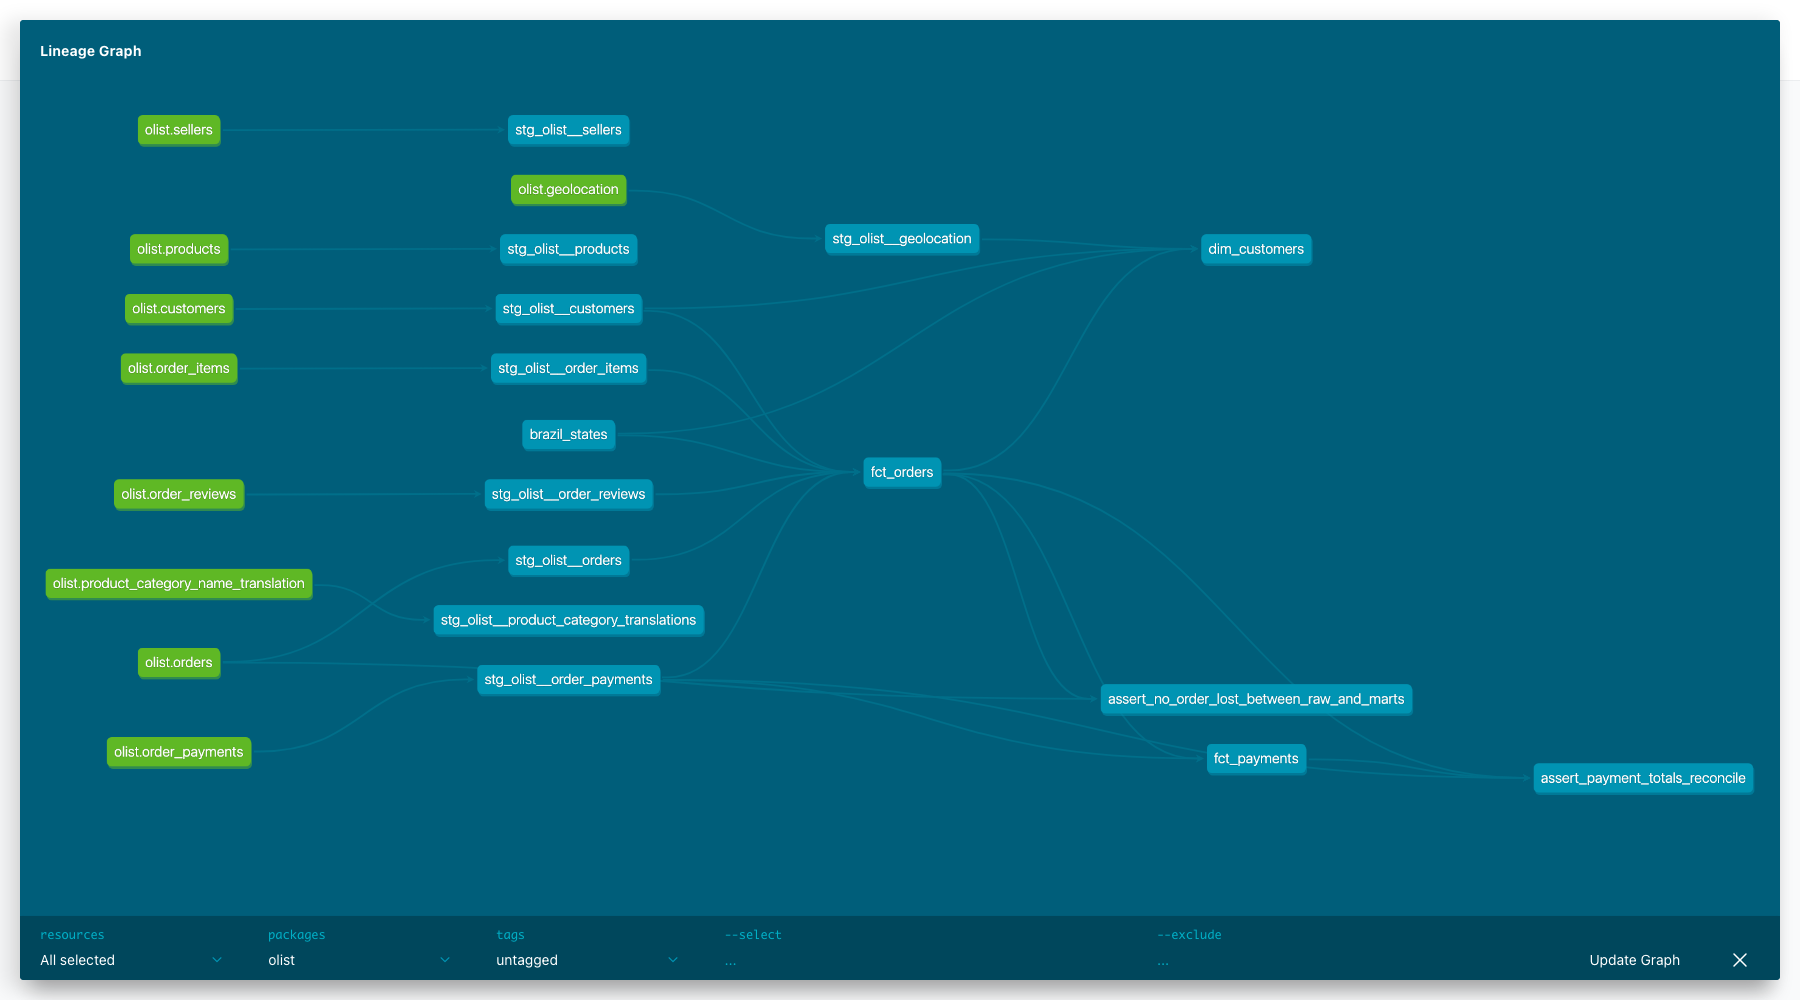 Lineage Graph
olist.sellers
stg_olist__sellers
olist.geolocation
stg_olist__geolocation
dim_customers
olist.products
stg_olist__products
olist.customers
stg_olist__customers
olist.order_items
stg_olist__order_items
brazil_states
fct_orders
olist.order_reviews
stg_olist__order_reviews
stg_olist__orders
olist.product_category_name_translation
stg_olist__product_category_translations
olist.orders
stg_olist__order_payments
assert_no_order_lost_between_raw_and_marts
olist.order_payments
fct_payments
assert_payment_totals_reconcile
resources
All selected
packages
olist
tags
untagged
--select
...
--exclude
...
Update Graph